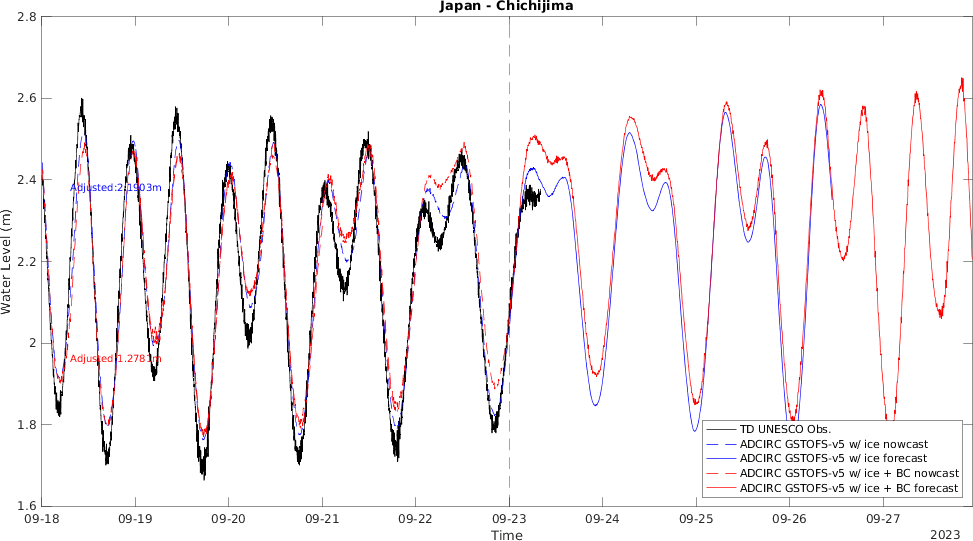 Japan - Chichijima
2.8
2.6
2.4
2.2
2
1.8
1.6
Water Level (m)
Adjusted:2.1903m
Adjusted:1.2781m
TD UNESCO Obs.
ADCIRC GSTOFS-v5 w/ ice nowcast
ADCIRC GSTOFS-v5 w/ ice forecast
ADCIRC GSTOFS-v5 w/ ice + BC nowcast
ADCIRC GSTOFS-v5 w/ ice + BC forecast
09-18 09-19 09-20 09-21 09-22 09-23 09-24 09-25 09-26 09-27
Time
2023